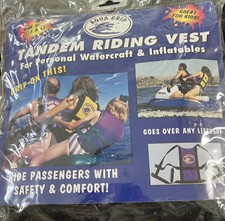 AQUA GRIP
GREAT
FOR KIDS!
TANDEM RIDING VEST
For Personal Watercraft & Inflatables
GRIP ON THIS!
GOES OVER ANY
RIDE PASSENGERS WITH
SAFETY & COMFORT!